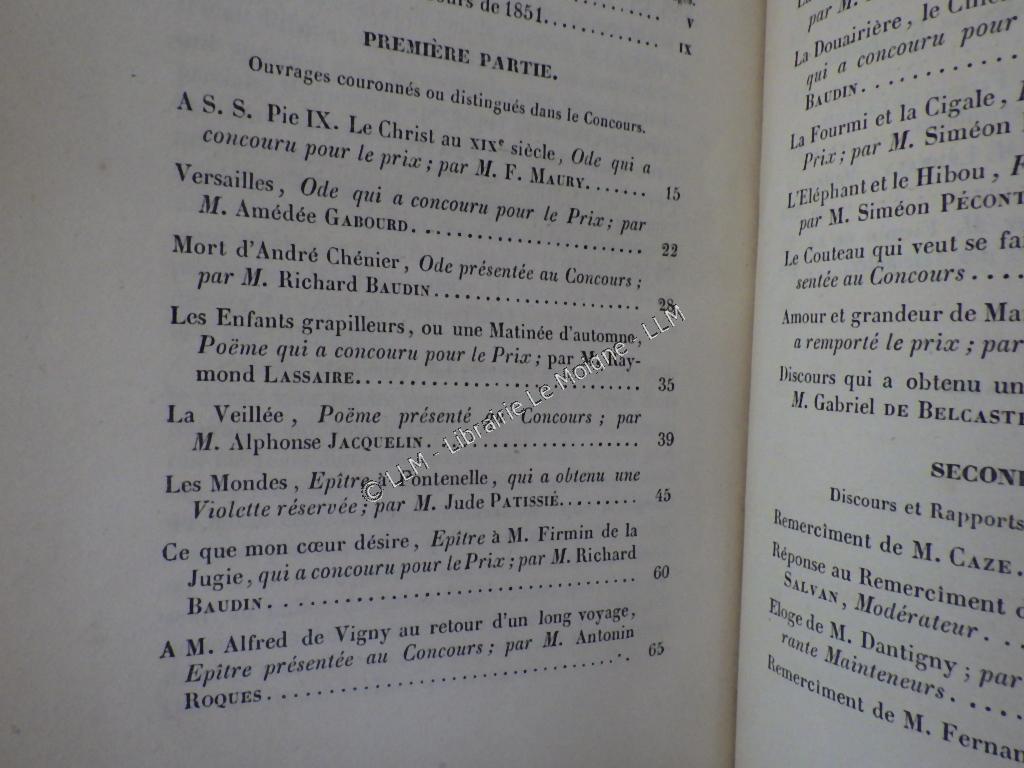 ours de 1851. v
IX
PREMIÈRE PARTIE.
Ouvrages couronnés ou distingués dans le Concours.
A S. S. Pie IX. Le Christ au XIXe siècle, Ode qui a
concouru pour le prix ; par M. F. MAURY....... 15
Versailles, Ode qui a concouru pour le Prix ; par
M. Amédée GABOURD........................ 22
Mort d'André Chénier, Ode présentée au Concours ;
par M. Richard BAUDIN..................... 28
Les Enfants grapilleurs, ou une Matinée d'automne,
Poëme qui a concouru pour le Prix ; par M. Ray-
mond LASSAIRE............................ 35
La Veillée, Poëme présenté au Concours ; par
M. Alphonse JACQUELIN..................... 39
Les Mondes, Epître à Fontenelle, qui a obtenu une
Violette réservée ; par M. Jude PATISSIÉ......... 45
Ce que mon cœur désire, Epître à M. Firmin de la
Jugie, qui a concouru pour le Prix ; par M. Richard
BAUDIN.................................... 60
A M. Alfred de Vigny au retour d'un long voyage,
Epître présentée au Concours ; par M. Antonin
ROQUES.................................... 65
par M.
La Douairière, le
qui a concouru pour
BAUDIN.............
La Fourmi et la Cigale,
Prix ; par M. Siméon
L'Eléphant et le Hibou,
par M. Siméon PÉCONT
Le Couteau qui veut se fai
sentée au Concours ....
Amour et grandeur de Ma
a remporté le prix ; par
Discours qui a obtenu un
M. Gabriel DE BELCASTE
SECOND
Discours et Rapports
Remercîment de M. CAZE.
Réponse au Remercîment d
SALVAN, Modérateur...
Eloge de M. Dantigny ; par
rante Mainteneurs.....
Remercîment de M. Fernan
© LLM - Librairie Le Moine, LLM